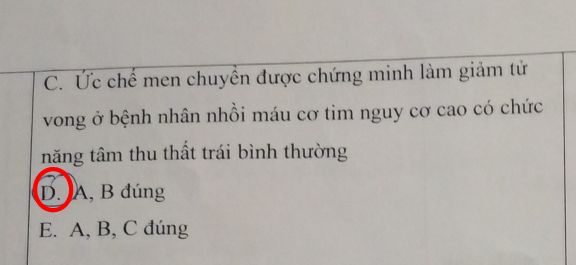 C. Ức chế men chuyển được chứng minh làm giảm tử
vong ở bệnh nhân nhồi máu cơ tim nguy cơ cao có chức
năng tâm thu thất trái bình thường
D. A, B đúng
E. A, B, C đúng